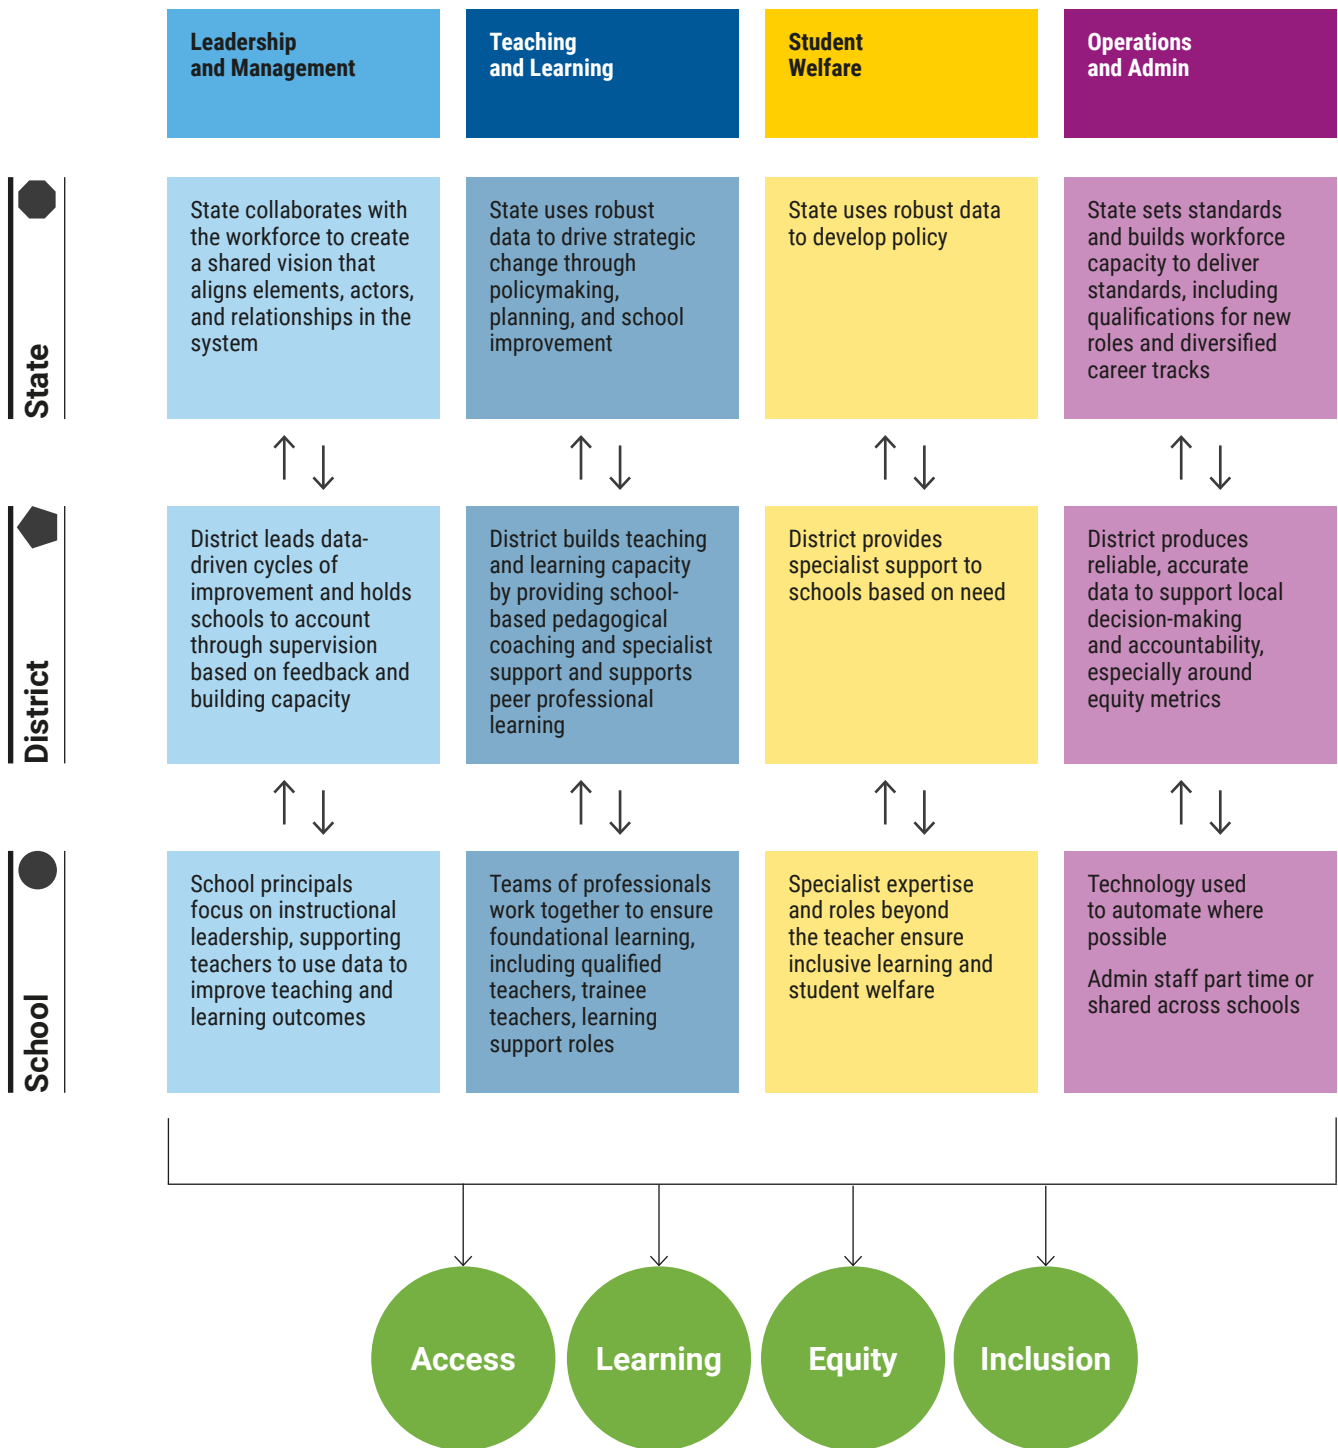 Leadership
and Management
Teaching
and Learning
Student
Welfare
Operations
and Admin
State
State collaborates with
the workforce to create
a shared vision that
aligns elements, actors,
and relationships in the
system
State uses robust
data to drive strategic
change through
policymaking,
planning, and school
improvement
State uses robust data
to develop policy
State sets standards
and builds workforce
capacity to deliver
standards, including
qualifications for new
roles and diversified
career tracks
District
District leads data-
driven cycles of
improvement and holds
schools to account
through supervision
based on feedback and
building capacity
District builds teaching
and learning capacity
by providing school-
based pedagogical
coaching and specialist
support and supports
peer professional
learning
District provides
specialist support to
schools based on need
District produces
reliable, accurate
data to support local
decision-making
and accountability,
especially around
equity metrics
School
School principals
focus on instructional
leadership, supporting
teachers to use data to
improve teaching and
learning outcomes
Teams of professionals
work together to ensure
foundational learning,
including qualified
teachers, trainee
teachers, learning
support roles
Specialist expertise
and roles beyond
the teacher ensure
inclusive learning and
student welfare
Technology used
to automate where
possible
Admin staff part time or
shared across schools
Access
Learning
Equity
Inclusion